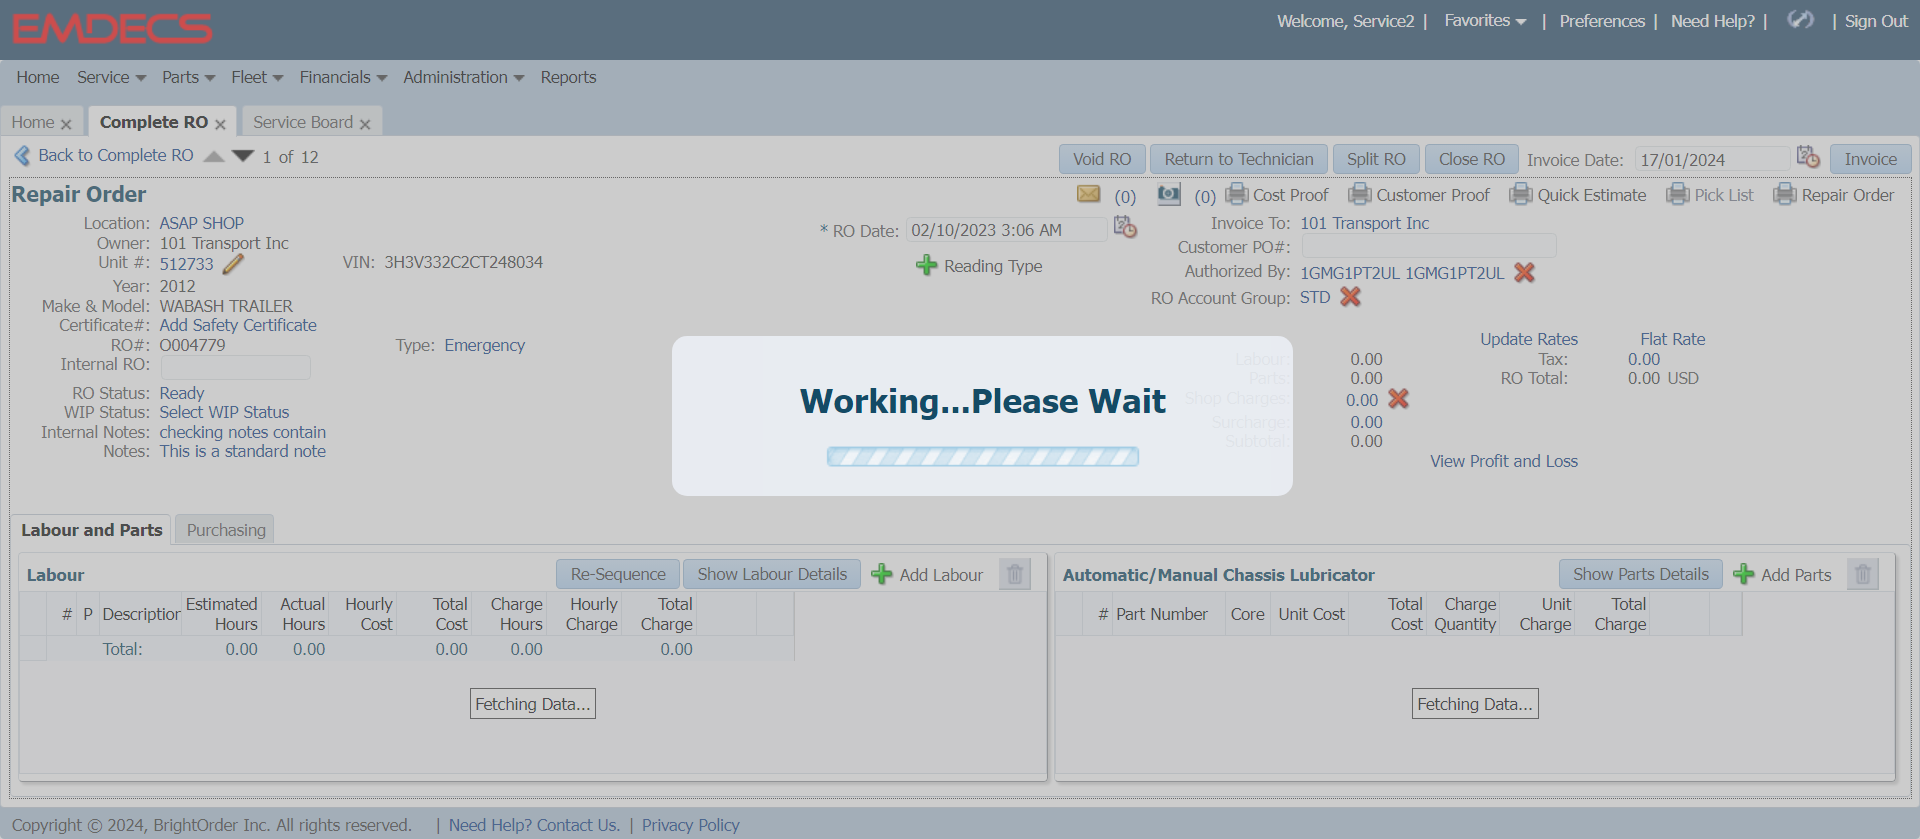 EMDECS
Welcome, Service2 | Favorites | Preferences | Need Help? | | Sign Out
Home Service Parts Fleet Financials Administration Reports
Home Complete RO Service Board
Back to Complete RO 1 of 12 Void RO Return to Technician Split RO Close RO Invoice Date: 17/01/2024 Invoice
Repair Order (0) (0) Cost Proof Customer Proof Quick Estimate Pick List Repair Order
Location: ASAP SHOP
Owner: 101 Transport Inc
Unit #: 512733 VIN: 3H3V332C2CT248034
Year: 2012
Make & Model: WABASH TRAILER
Certificate#: Add Safety Certificate
RO#: O004779 Type: Emergency
Internal RO:
RO Status: Ready
WIP Status: Select WIP Status
Internal Notes: checking notes contain
Notes: This is a standard note
* RO Date: 02/10/2023 3:06 AM
Reading Type
Invoice To: 101 Transport Inc
Customer PO#:
Authorized By: 1GMG1PT2UL 1GMG1PT2UL
RO Account Group: STD
Update Rates Flat Rate
Labour: 0.00 Tax: 0.00
Parts: 0.00 RO Total: 0.00 USD
Shop Charges: 0.00
Surcharge: 0.00
Subtotal: 0.00
View Profit and Loss
Working...Please Wait
Labour and Parts Purchasing
Labour Re-Sequence Show Labour Details Add Labour
# P Description Estimated Hours Actual Hours Hourly Cost Total Cost Charge Hours Hourly Charge Total Charge
Total: 0.00 0.00 0.00 0.00 0.00
Fetching Data...
Automatic/Manual Chassis Lubricator Show Parts Details Add Parts
# Part Number Core Unit Cost Total Cost Charge Quantity Unit Charge Total Charge
Fetching Data...
Copyright © 2024, BrightOrder Inc. All rights reserved. | Need Help? Contact Us. | Privacy Policy